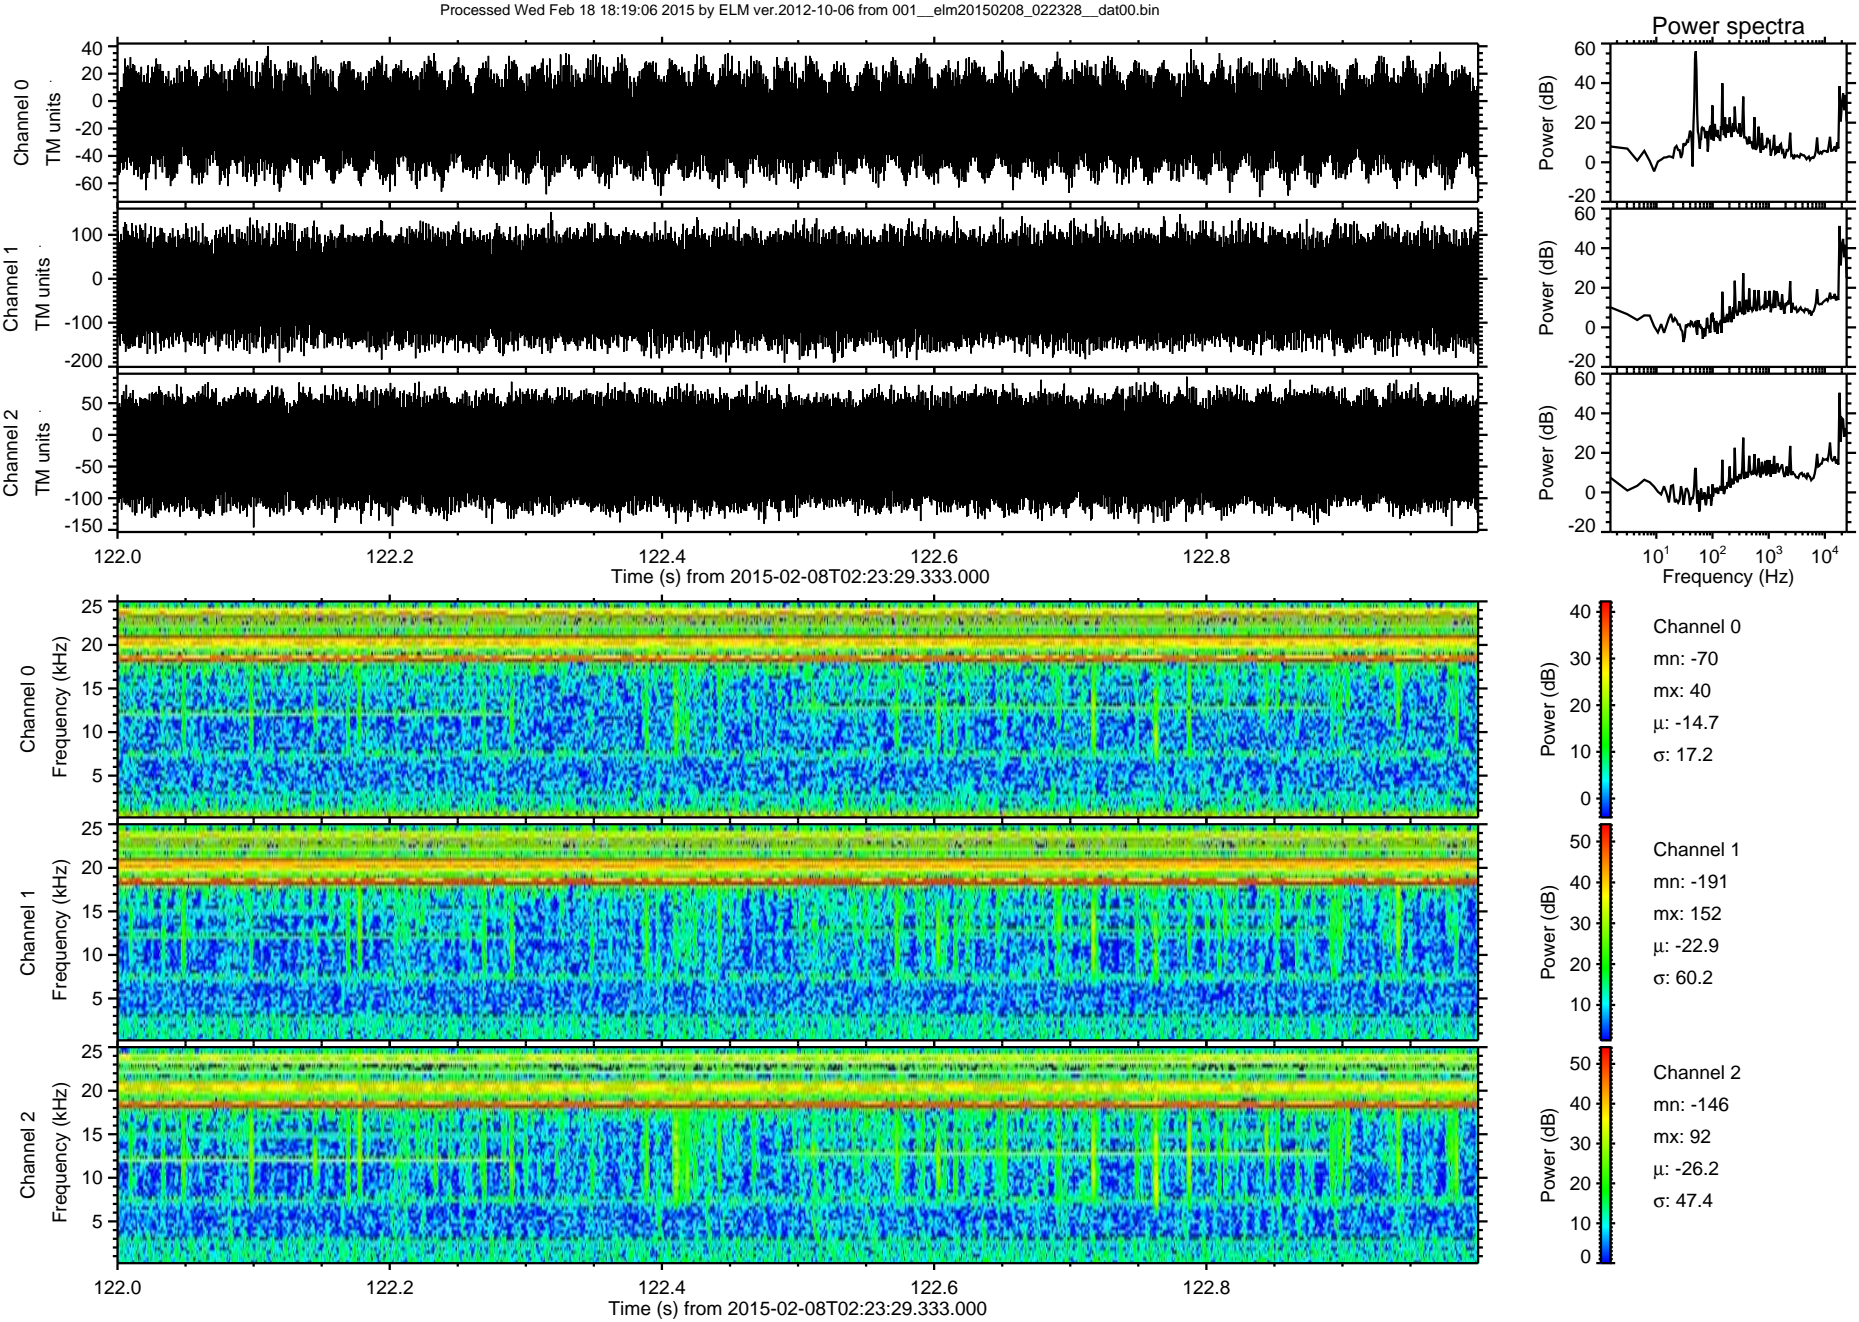 Processed Wed Feb 18 18:19:06 2015 by ELM ver.2012-10-06 from 001__elm20150208_022328__dat00.bin
Power spectra
Channel 0
TM units
40
20
0
-20
-40
-60
Power (dB)
60
40
20
0
-20
Channel 1
TM units
100
0
-100
-200
Power (dB)
60
40
20
0
-20
Channel 2
TM units
50
0
-50
-100
-150
Power (dB)
60
40
20
0
-20
122.0 122.2 122.4 122.6 122.8
Time (s) from 2015-02-08T02:23:29.333.000
10¹ 10² 10³ 10⁴
Frequency (Hz)
Channel 0
Frequency (kHz)
25
20
15
10
5
Power (dB)
40
30
20
10
0
Channel 0
mn: -70
mx: 40
μ: -14.7
σ: 17.2
Channel 1
Frequency (kHz)
25
20
15
10
5
Power (dB)
50
40
30
20
10
Channel 1
mn: -191
mx: 152
μ: -22.9
σ: 60.2
Channel 2
Frequency (kHz)
25
20
15
10
5
Power (dB)
50
40
30
20
10
0
Channel 2
mn: -146
mx: 92
μ: -26.2
σ: 47.4
122.0 122.2 122.4 122.6 122.8
Time (s) from 2015-02-08T02:23:29.333.000